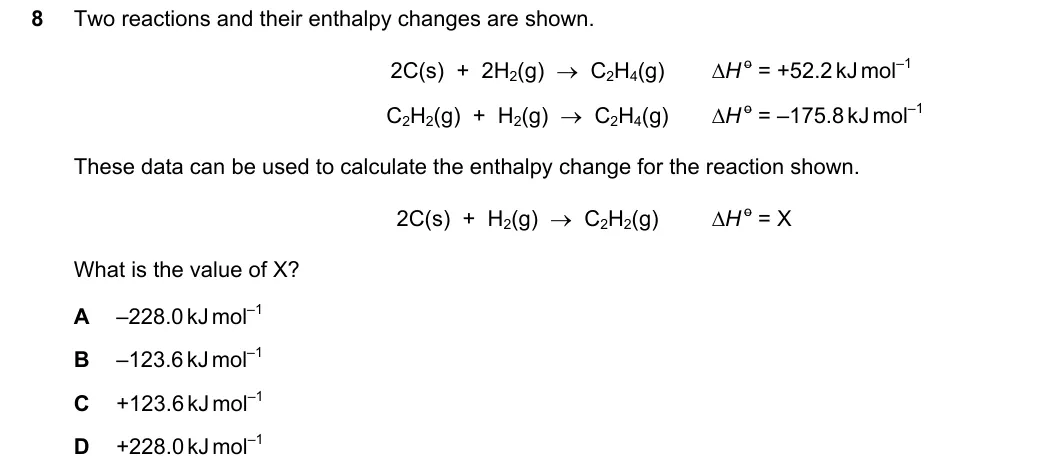 8 Two reactions and their enthalpy changes are shown.
2C(s) + 2H₂(g) → C₂H₄(g) ΔH⦵ = +52.2 kJ mol⁻¹
C₂H₂(g) + H₂(g) → C₂H₄(g) ΔH⦵ = –175.8 kJ mol⁻¹
These data can be used to calculate the enthalpy change for the reaction shown.
2C(s) + H₂(g) → C₂H₂(g) ΔH⦵ = X
What is the value of X?
A –228.0 kJ mol⁻¹
B –123.6 kJ mol⁻¹
C +123.6 kJ mol⁻¹
D +228.0 kJ mol⁻¹